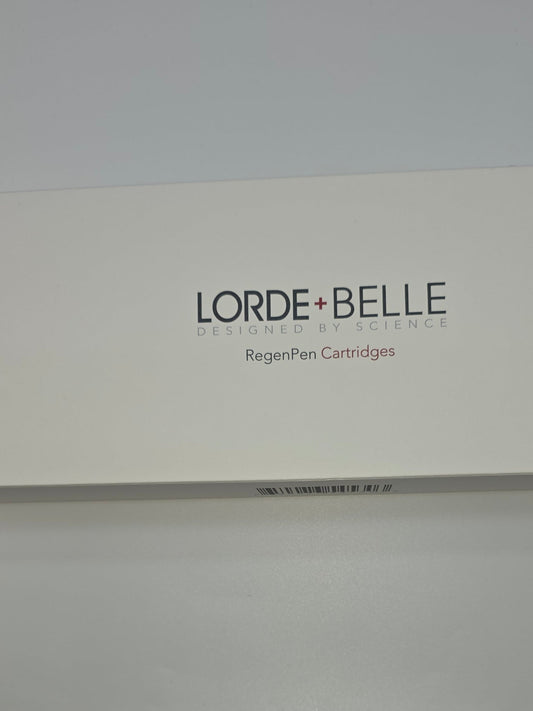 LORDE+BELLE
DESIGNED BY SCIENCE
RegenPen Cartridges